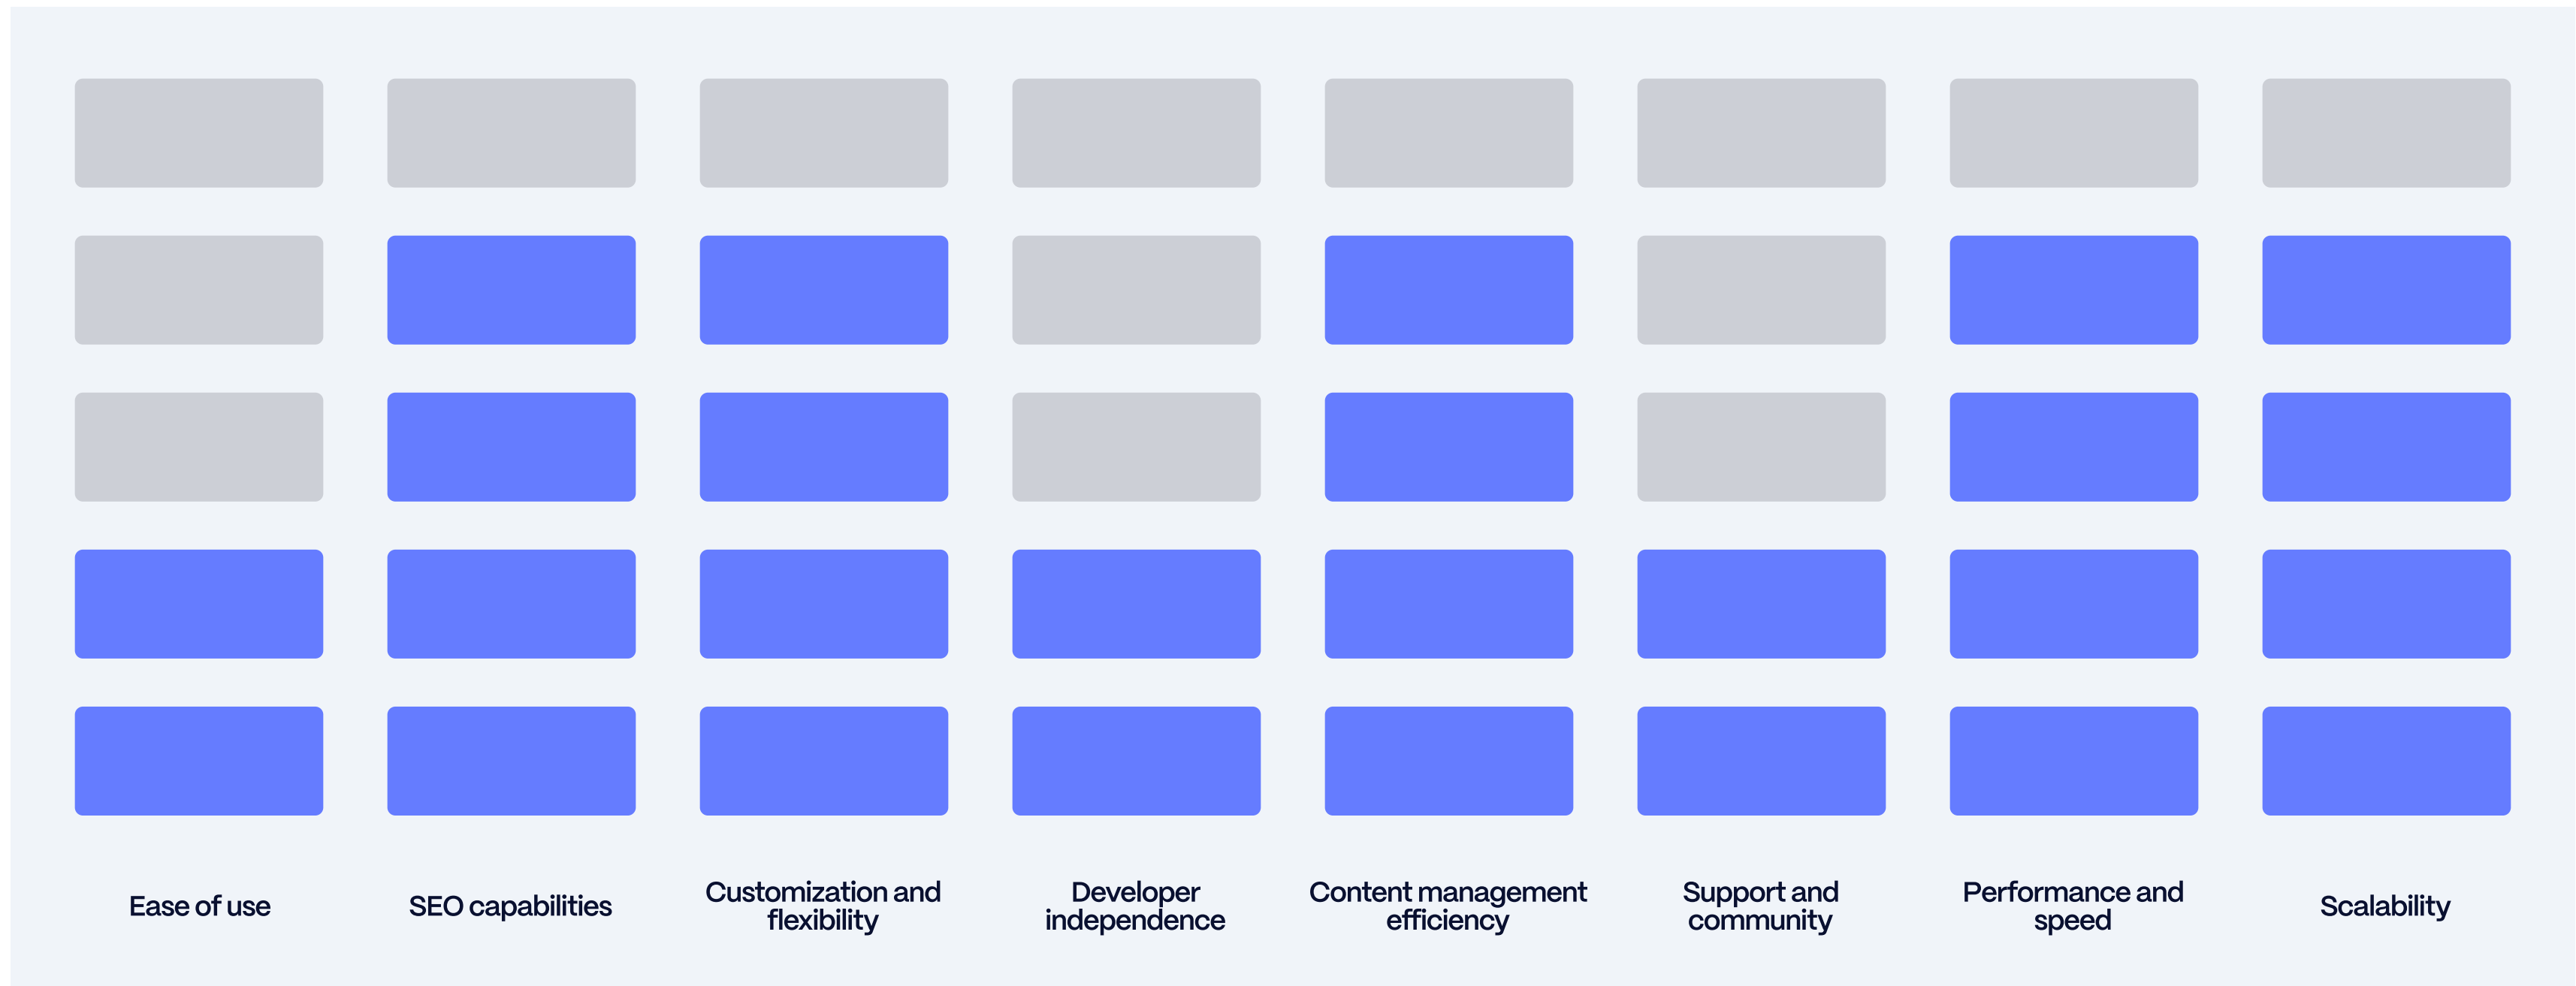 Ease of use
SEO capabilities
Customization and
flexibility
Developer
independence
Content management
efficiency
Support and
community
Performance and
speed
Scalability